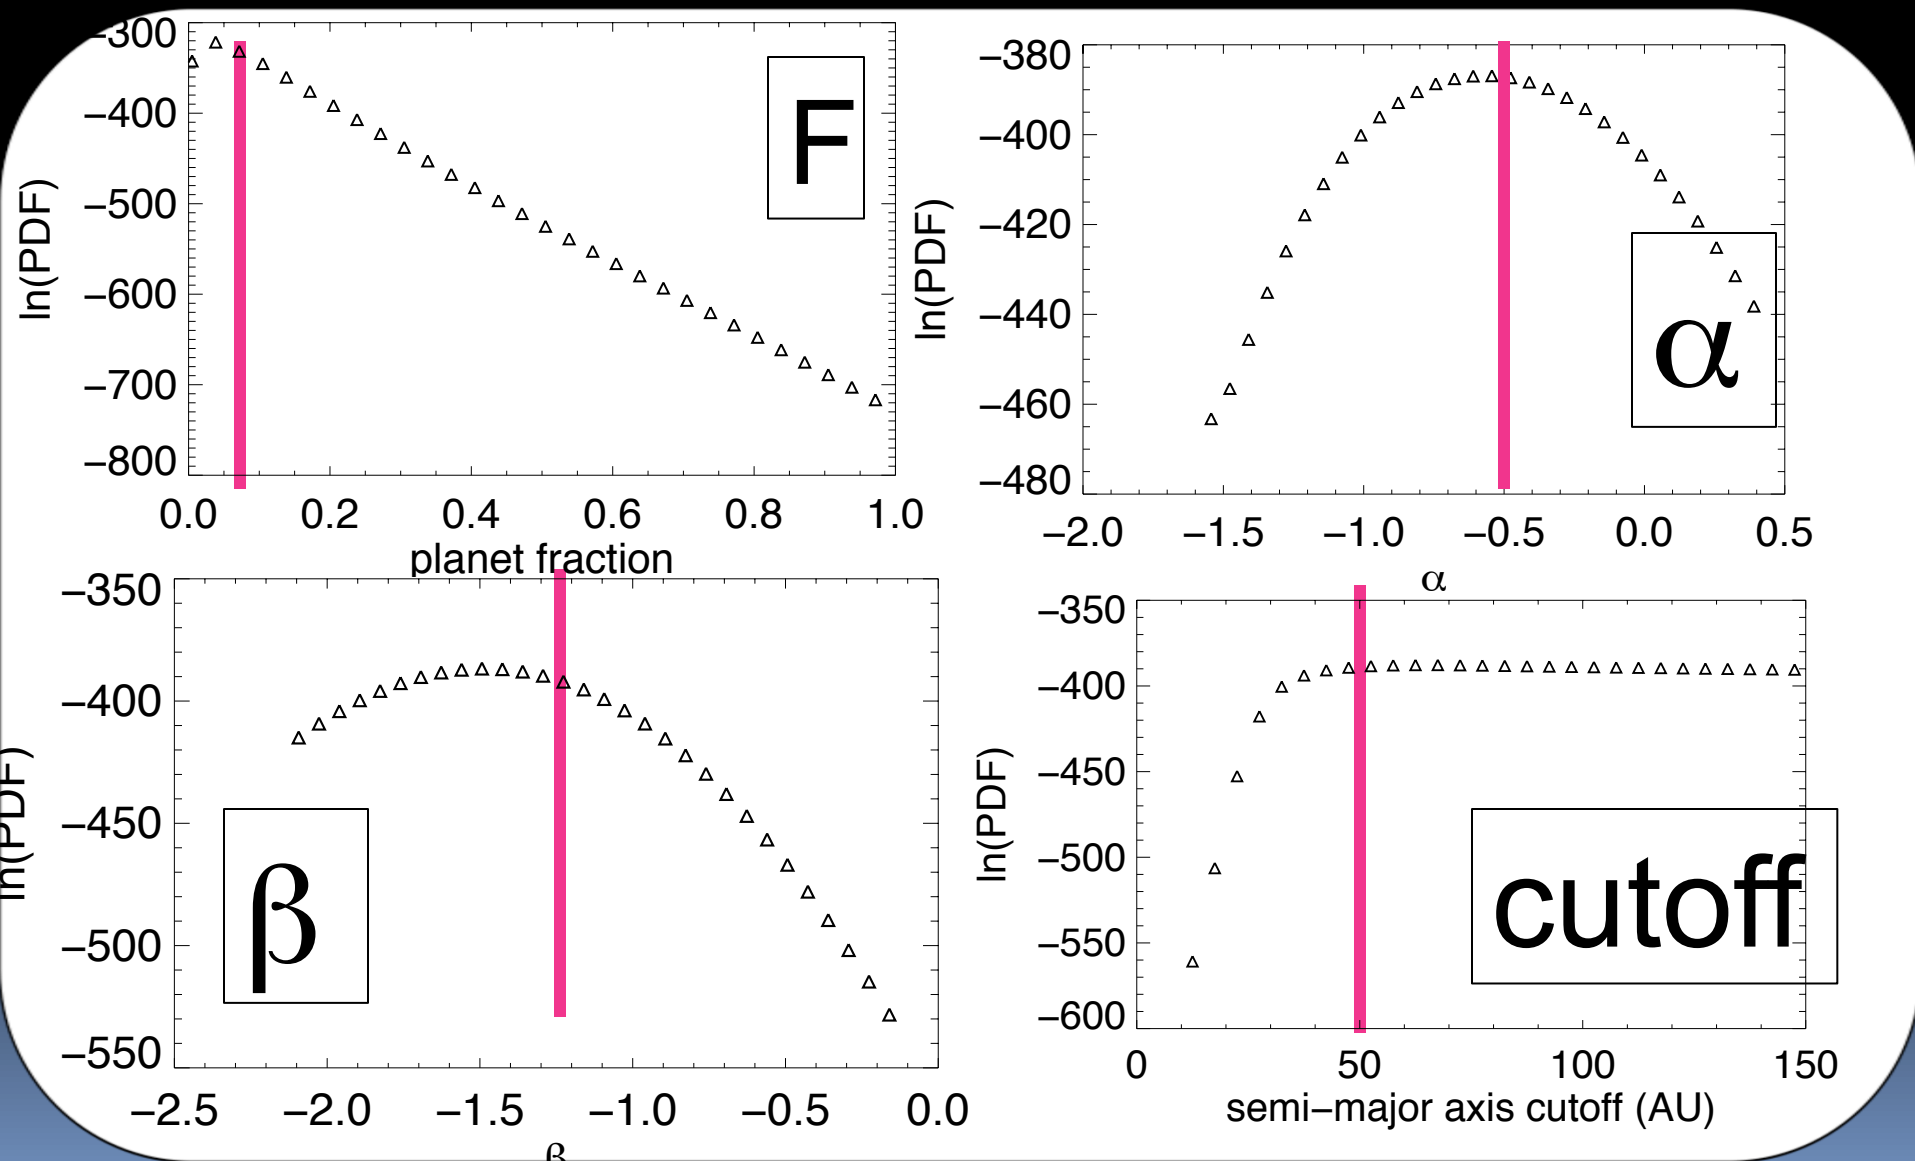 −300
−400
−500
−600
−700
−800
ln(PDF)
F
0.0 0.2 0.4 0.6 0.8 1.0
planet fraction
−380
−400
−420
−440
−460
−480
ln(PDF)
α
−2.0 −1.5 −1.0 −0.5 0.0 0.5
α
−350
−400
−450
−500
−550
ln(PDF)
β
−2.5 −2.0 −1.5 −1.0 −0.5 0.0
β
−350
−400
−450
−500
−550
−600
ln(PDF)
cutoff
0 50 100 150
semi−major axis cutoff (AU)